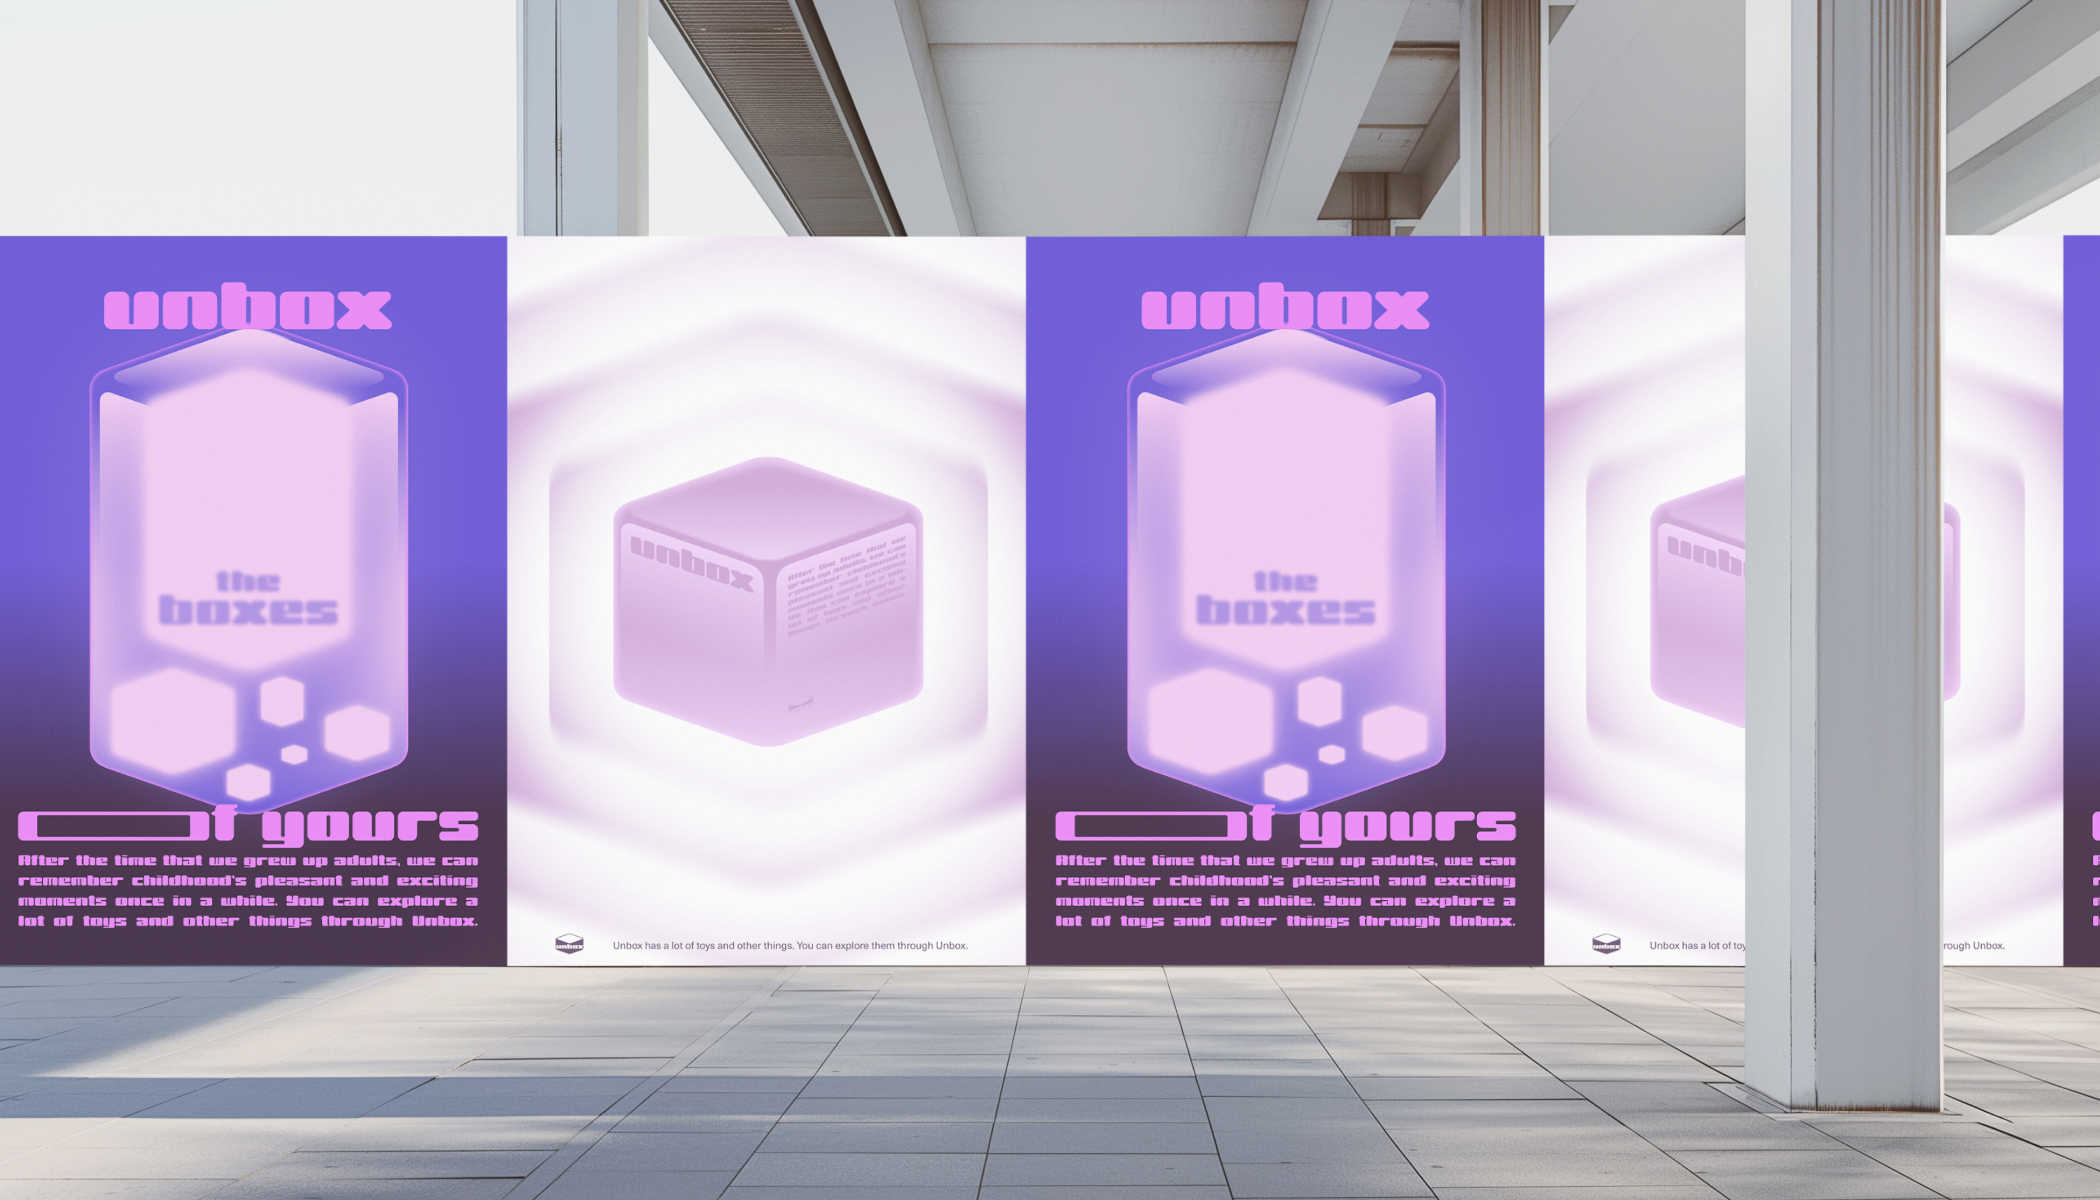 unbox
the
boxes
of yours
After the time that we grew up adults, we can
remember childhood's pleasant and exciting
moments once in a while. You can explore a
lot of toys and other things through Unbox.
unbox
After the time that we
grew up adults, we can
remember childhood's
pleasant and exciting
moments once in a wh-
ile. You can explore a
lot of toys and other
things through Unbox.
unbox
Unbox has a lot of toys and other things. You can explore them through Unbox.
unbox
the
boxes
of yours
After the time that we grew up adults, we can
remember childhood's pleasant and exciting
moments once in a while. You can explore a
lot of toys and other things through Unbox.
unb
unbox
Unbox has a lot of toy rough Unbox.